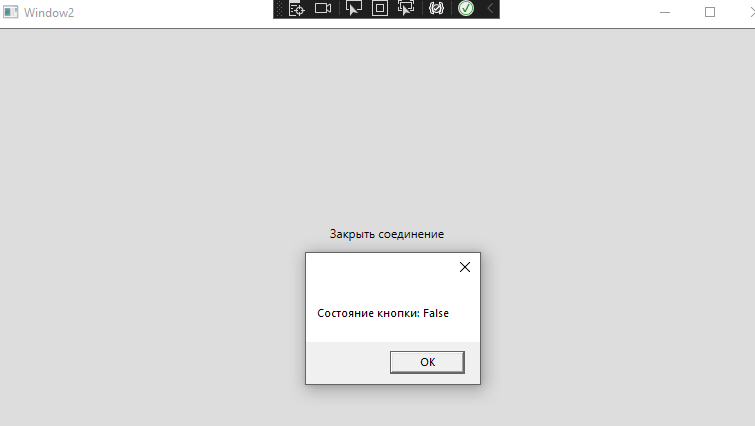 Window2
Закрыть соединение
Состояние кнопки: False
OK